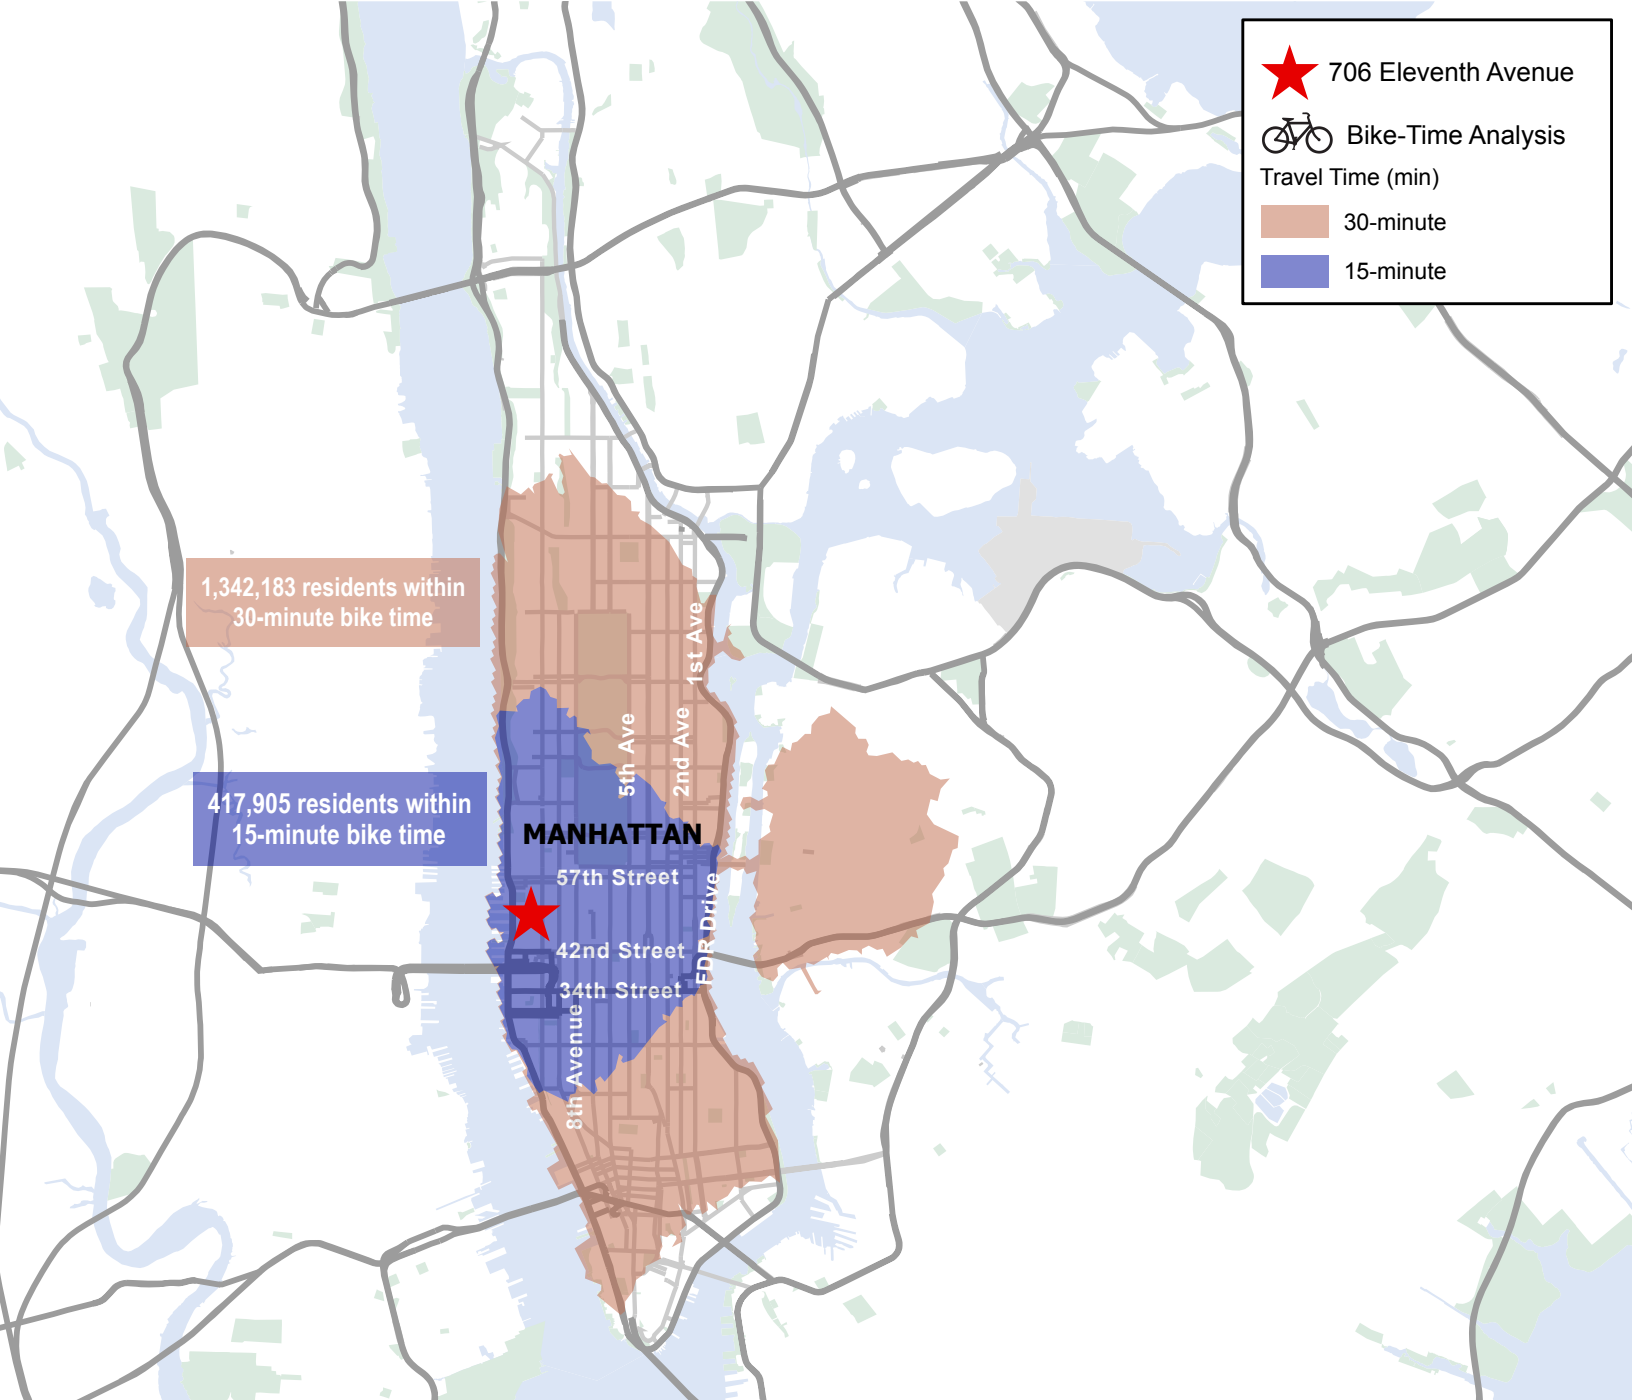 706 Eleventh Avenue
Bike-Time Analysis
Travel Time (min)
30-minute
15-minute
1,342,183 residents within
30-minute bike time
1st Ave
5th Ave
2nd Ave
417,905 residents within
15-minute bike time
MANHATTAN
57th Street
FDR Drive
42nd Street
34th Street
8th Avenue